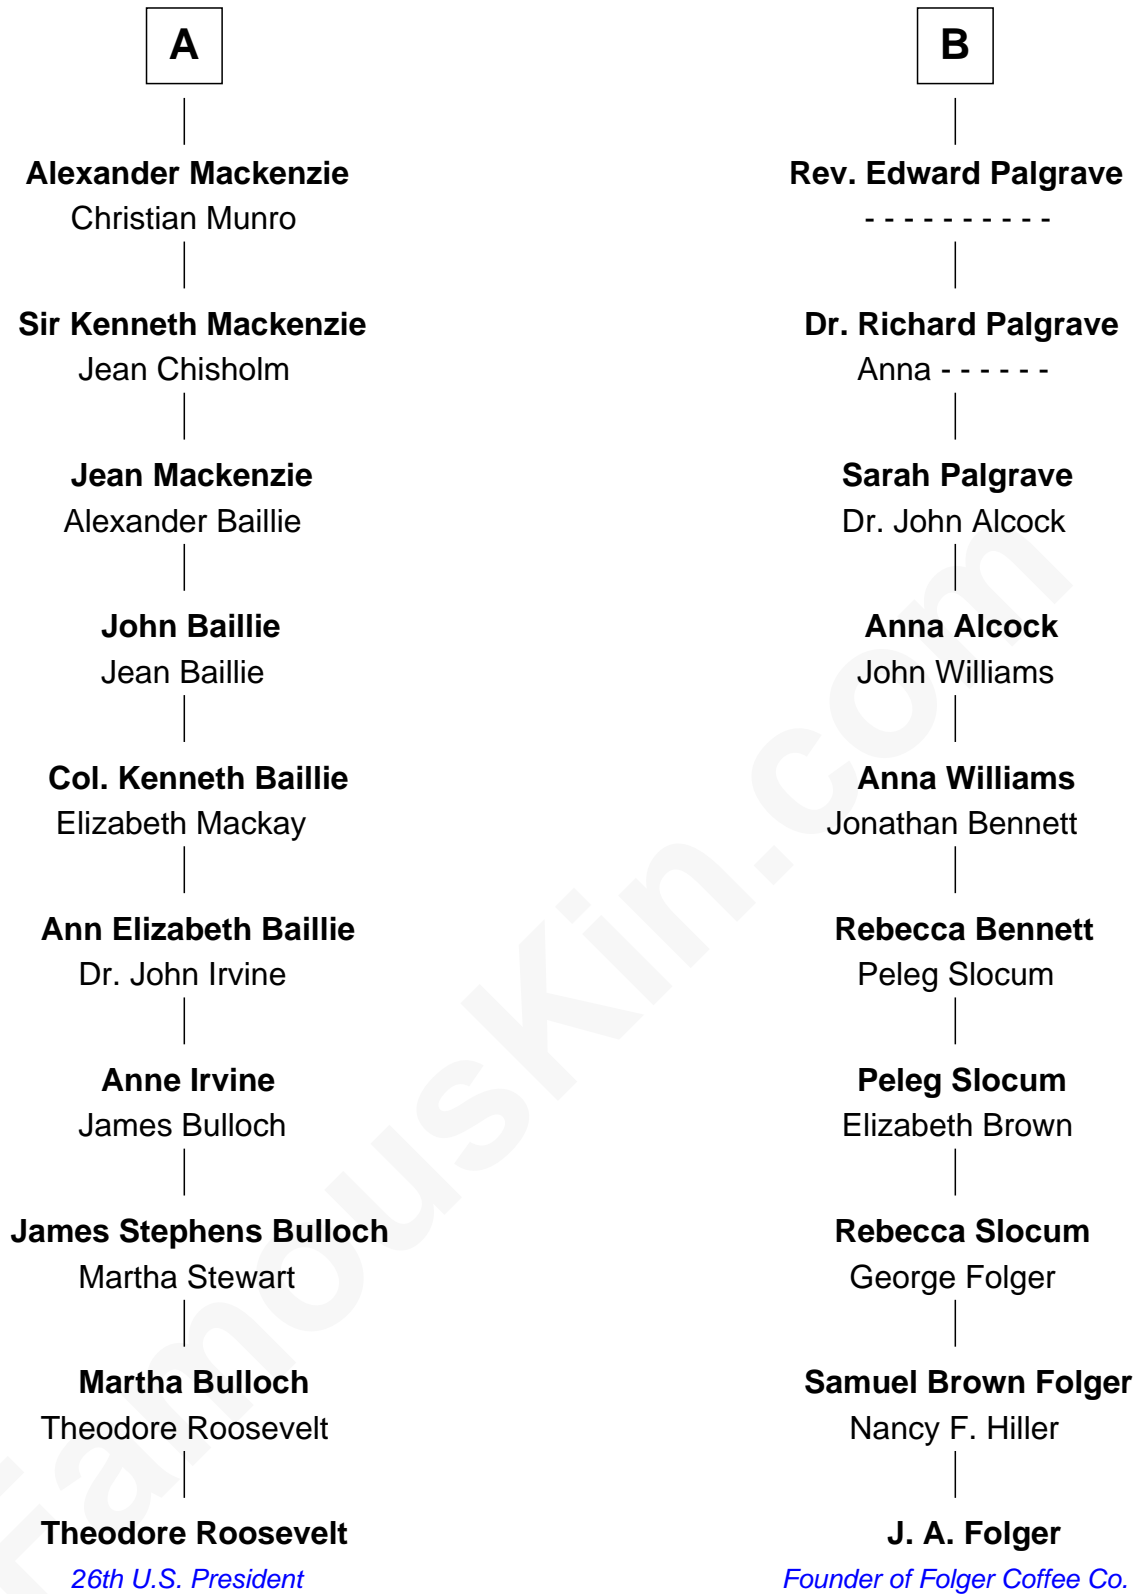 A
Alexander Mackenzie
Christian Munro
Sir Kenneth Mackenzie
Jean Chisholm
Jean Mackenzie
Alexander Baillie
John Baillie
Jean Baillie
Col. Kenneth Baillie
Elizabeth Mackay
Ann Elizabeth Baillie
Dr. John Irvine
Anne Irvine
James Bulloch
James Stephens Bulloch
Martha Stewart
Martha Bulloch
Theodore Roosevelt
Theodore Roosevelt
26th U.S. President
B
Rev. Edward Palgrave
- - - - - - - - - -
Dr. Richard Palgrave
Anna - - - - - -
Sarah Palgrave
Dr. John Alcock
Anna Alcock
John Williams
Anna Williams
Jonathan Bennett
Rebecca Bennett
Peleg Slocum
Peleg Slocum
Elizabeth Brown
Rebecca Slocum
George Folger
Samuel Brown Folger
Nancy F. Hiller
J. A. Folger
Founder of Folger Coffee Co.
FamousKin.com